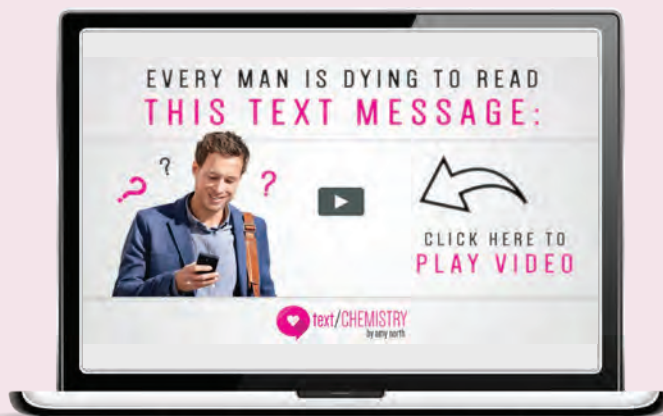 EVERY MAN IS DYING TO READ
THIS TEXT MESSAGE:
? ? ?
CLICK HERE TO
PLAY VIDEO
text/CHEMISTRY
by amy north